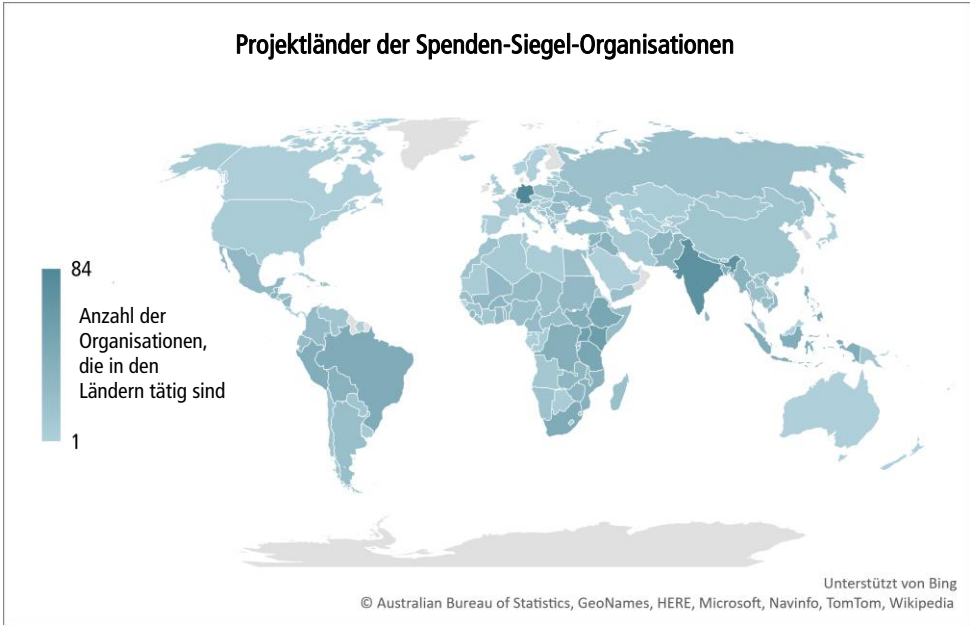 Projektländer der Spenden-Siegel-Organisationen
84
Anzahl der
Organisationen,
die in den
Ländern tätig sind
1
Unterstützt von Bing
© Australian Bureau of Statistics, GeoNames, HERE, Microsoft, Navinfo, TomTom, Wikipedia